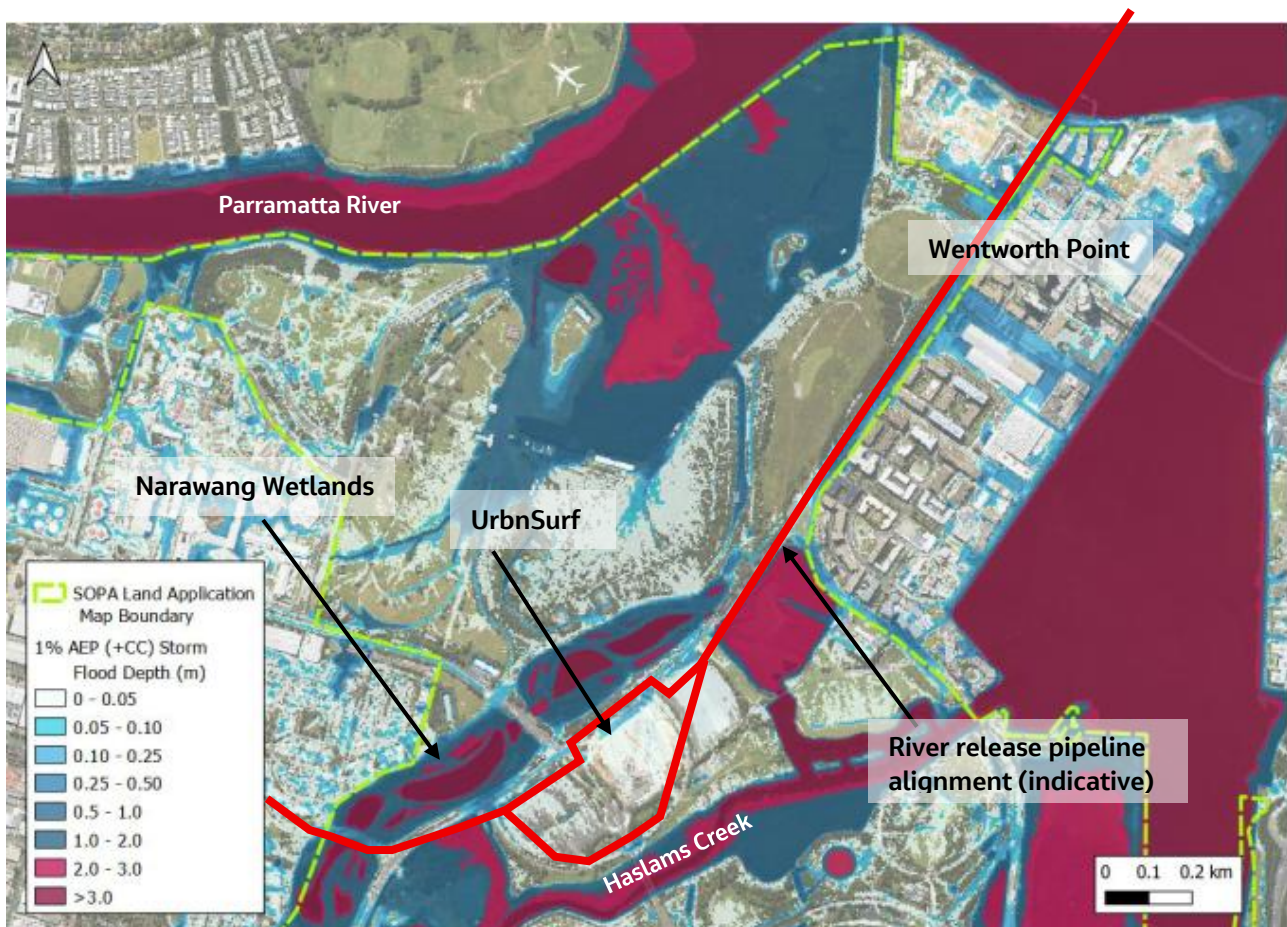 Parramatta River
Wentworth Point
Narawang Wetlands
UrbnSurf
SOPA Land Application
Map Boundary
1% AEP (+CC) Storm
Flood Depth (m)
0 - 0.05
0.05 - 0.10
0.10 - 0.25
0.25 - 0.50
0.5 - 1.0
1.0 - 2.0
2.0 - 3.0
>3.0
River release pipeline
alignment (indicative)
Haslams Creek
0 0.1 0.2 km